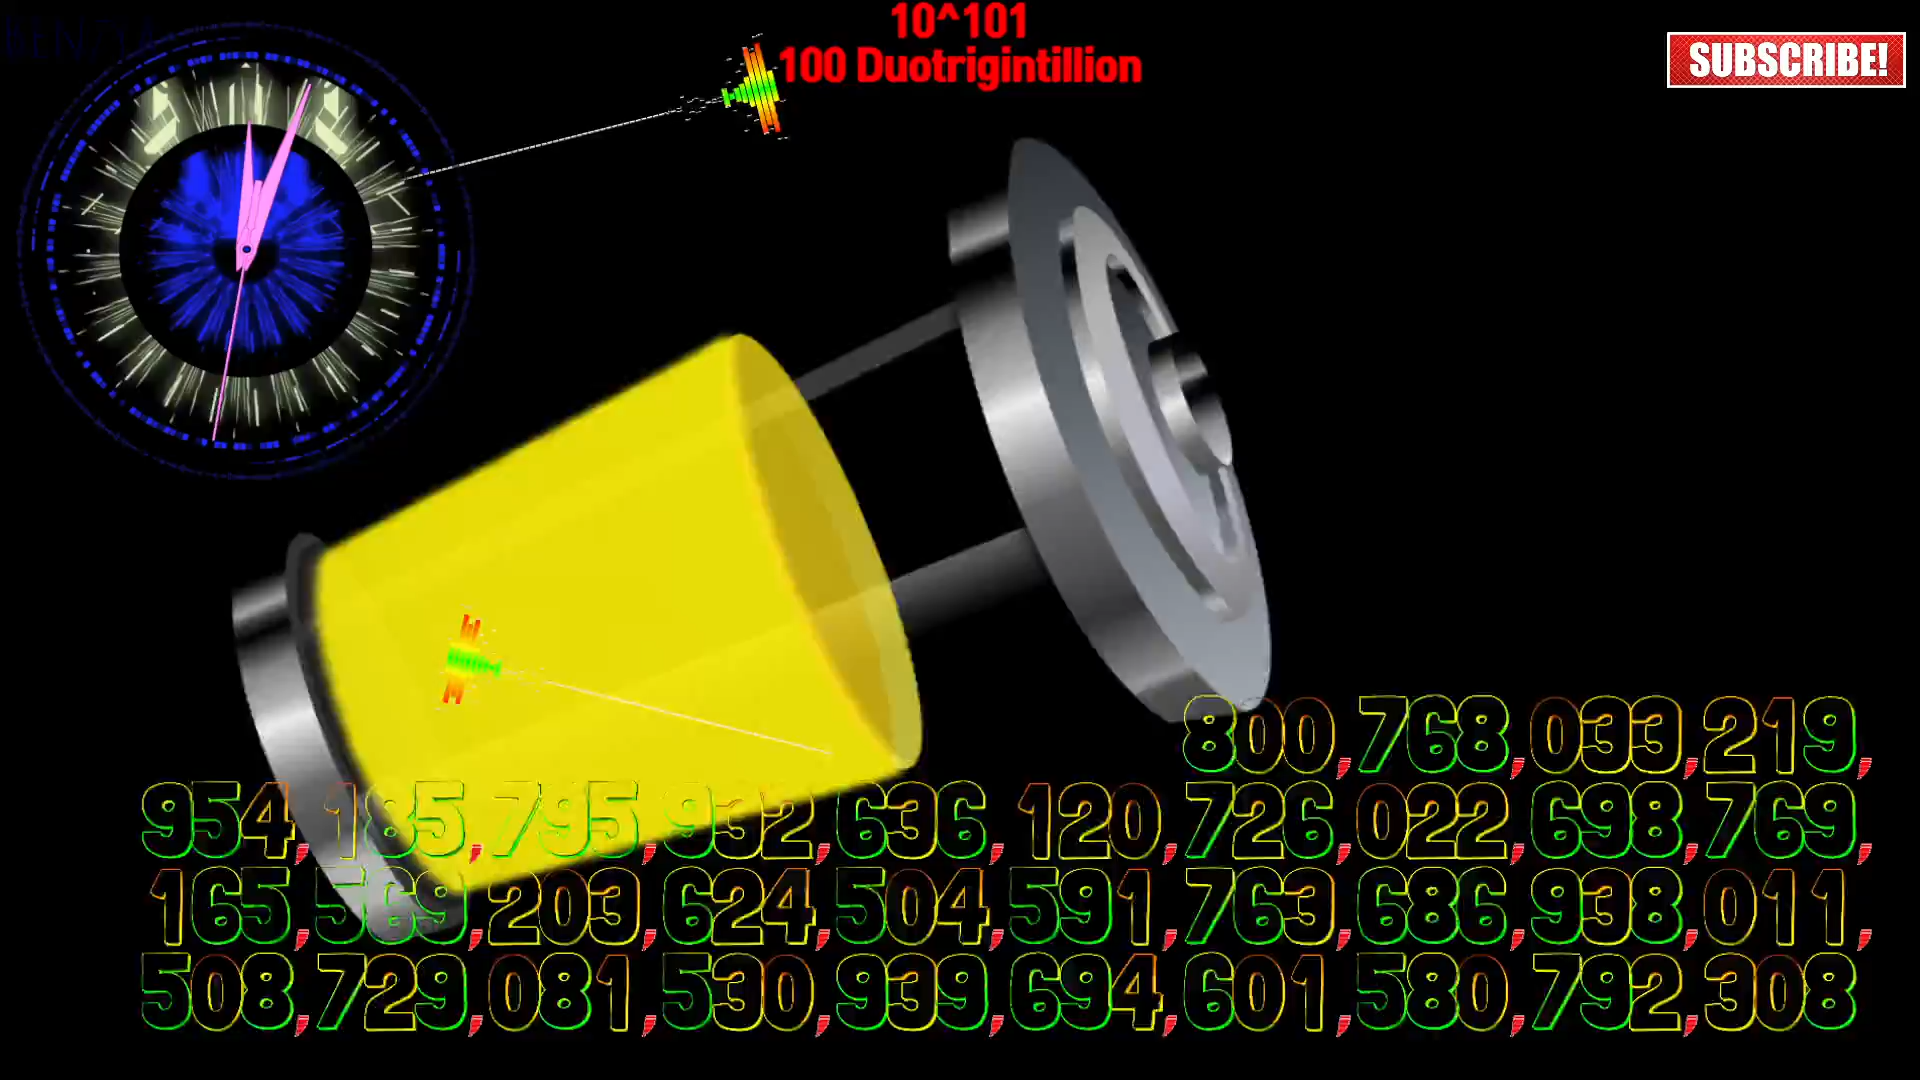 10^101
100 Duotrigintillion
SUBSCRIBE!
800,768,033,219,
954,185,795,932,636,120,726,022,698,769,
165,569,203,624,504,591,763,686,938,011,
508,729,081,530,939,694,601,580,792,308